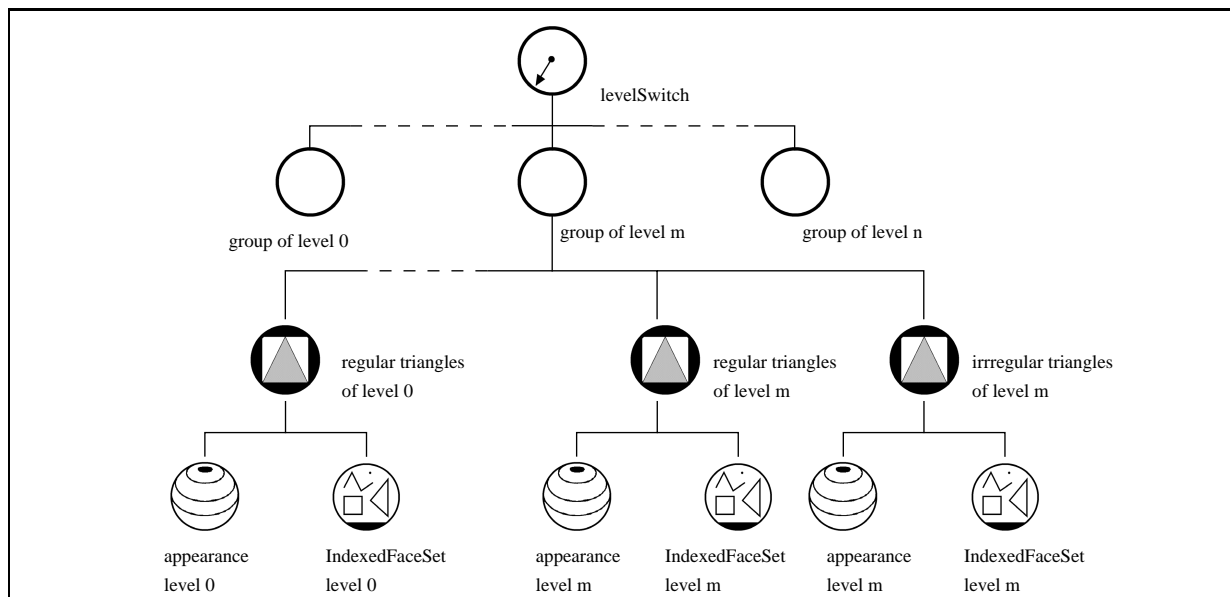 levelSwitch
group of level 0
group of level m
group of level n
regular triangles
of level 0
regular triangles
of level m
irrregular triangles
of level m
appearance
level 0
IndexedFaceSet
level 0
appearance
level m
IndexedFaceSet
level m
appearance
level m
IndexedFaceSet
level m